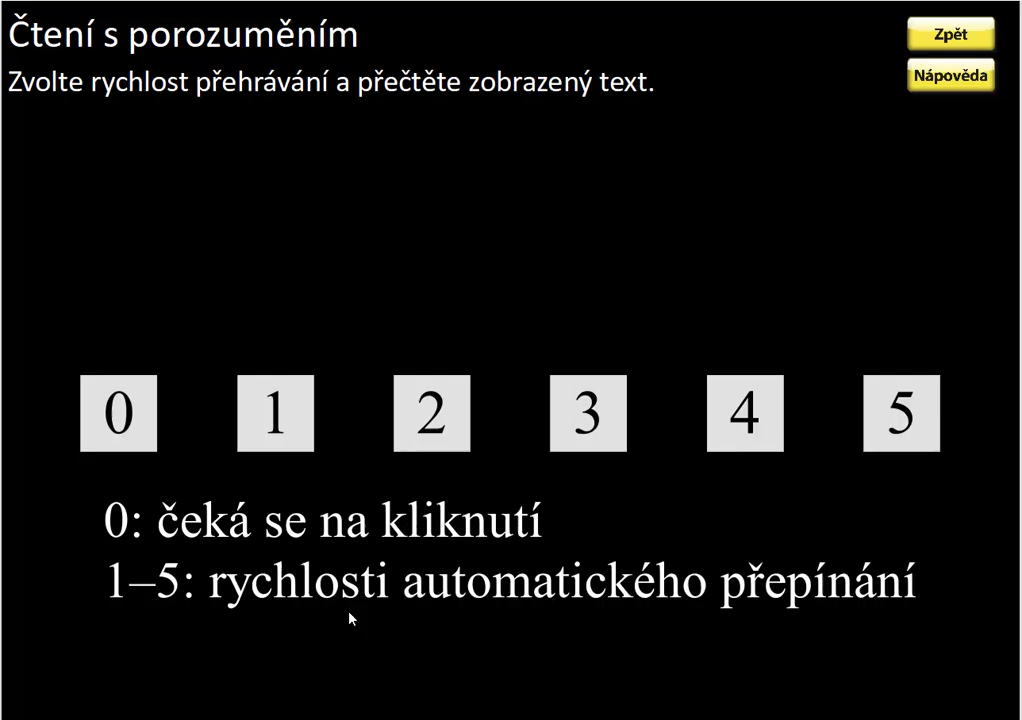 Čtení s porozuměním
Zpět
Zvolte rychlost přehrávání a přečtěte zobrazený text.
Nápověda
0 1 2 3 4 5
0: čeká se na kliknutí
1–5: rychlosti automatického přepínání